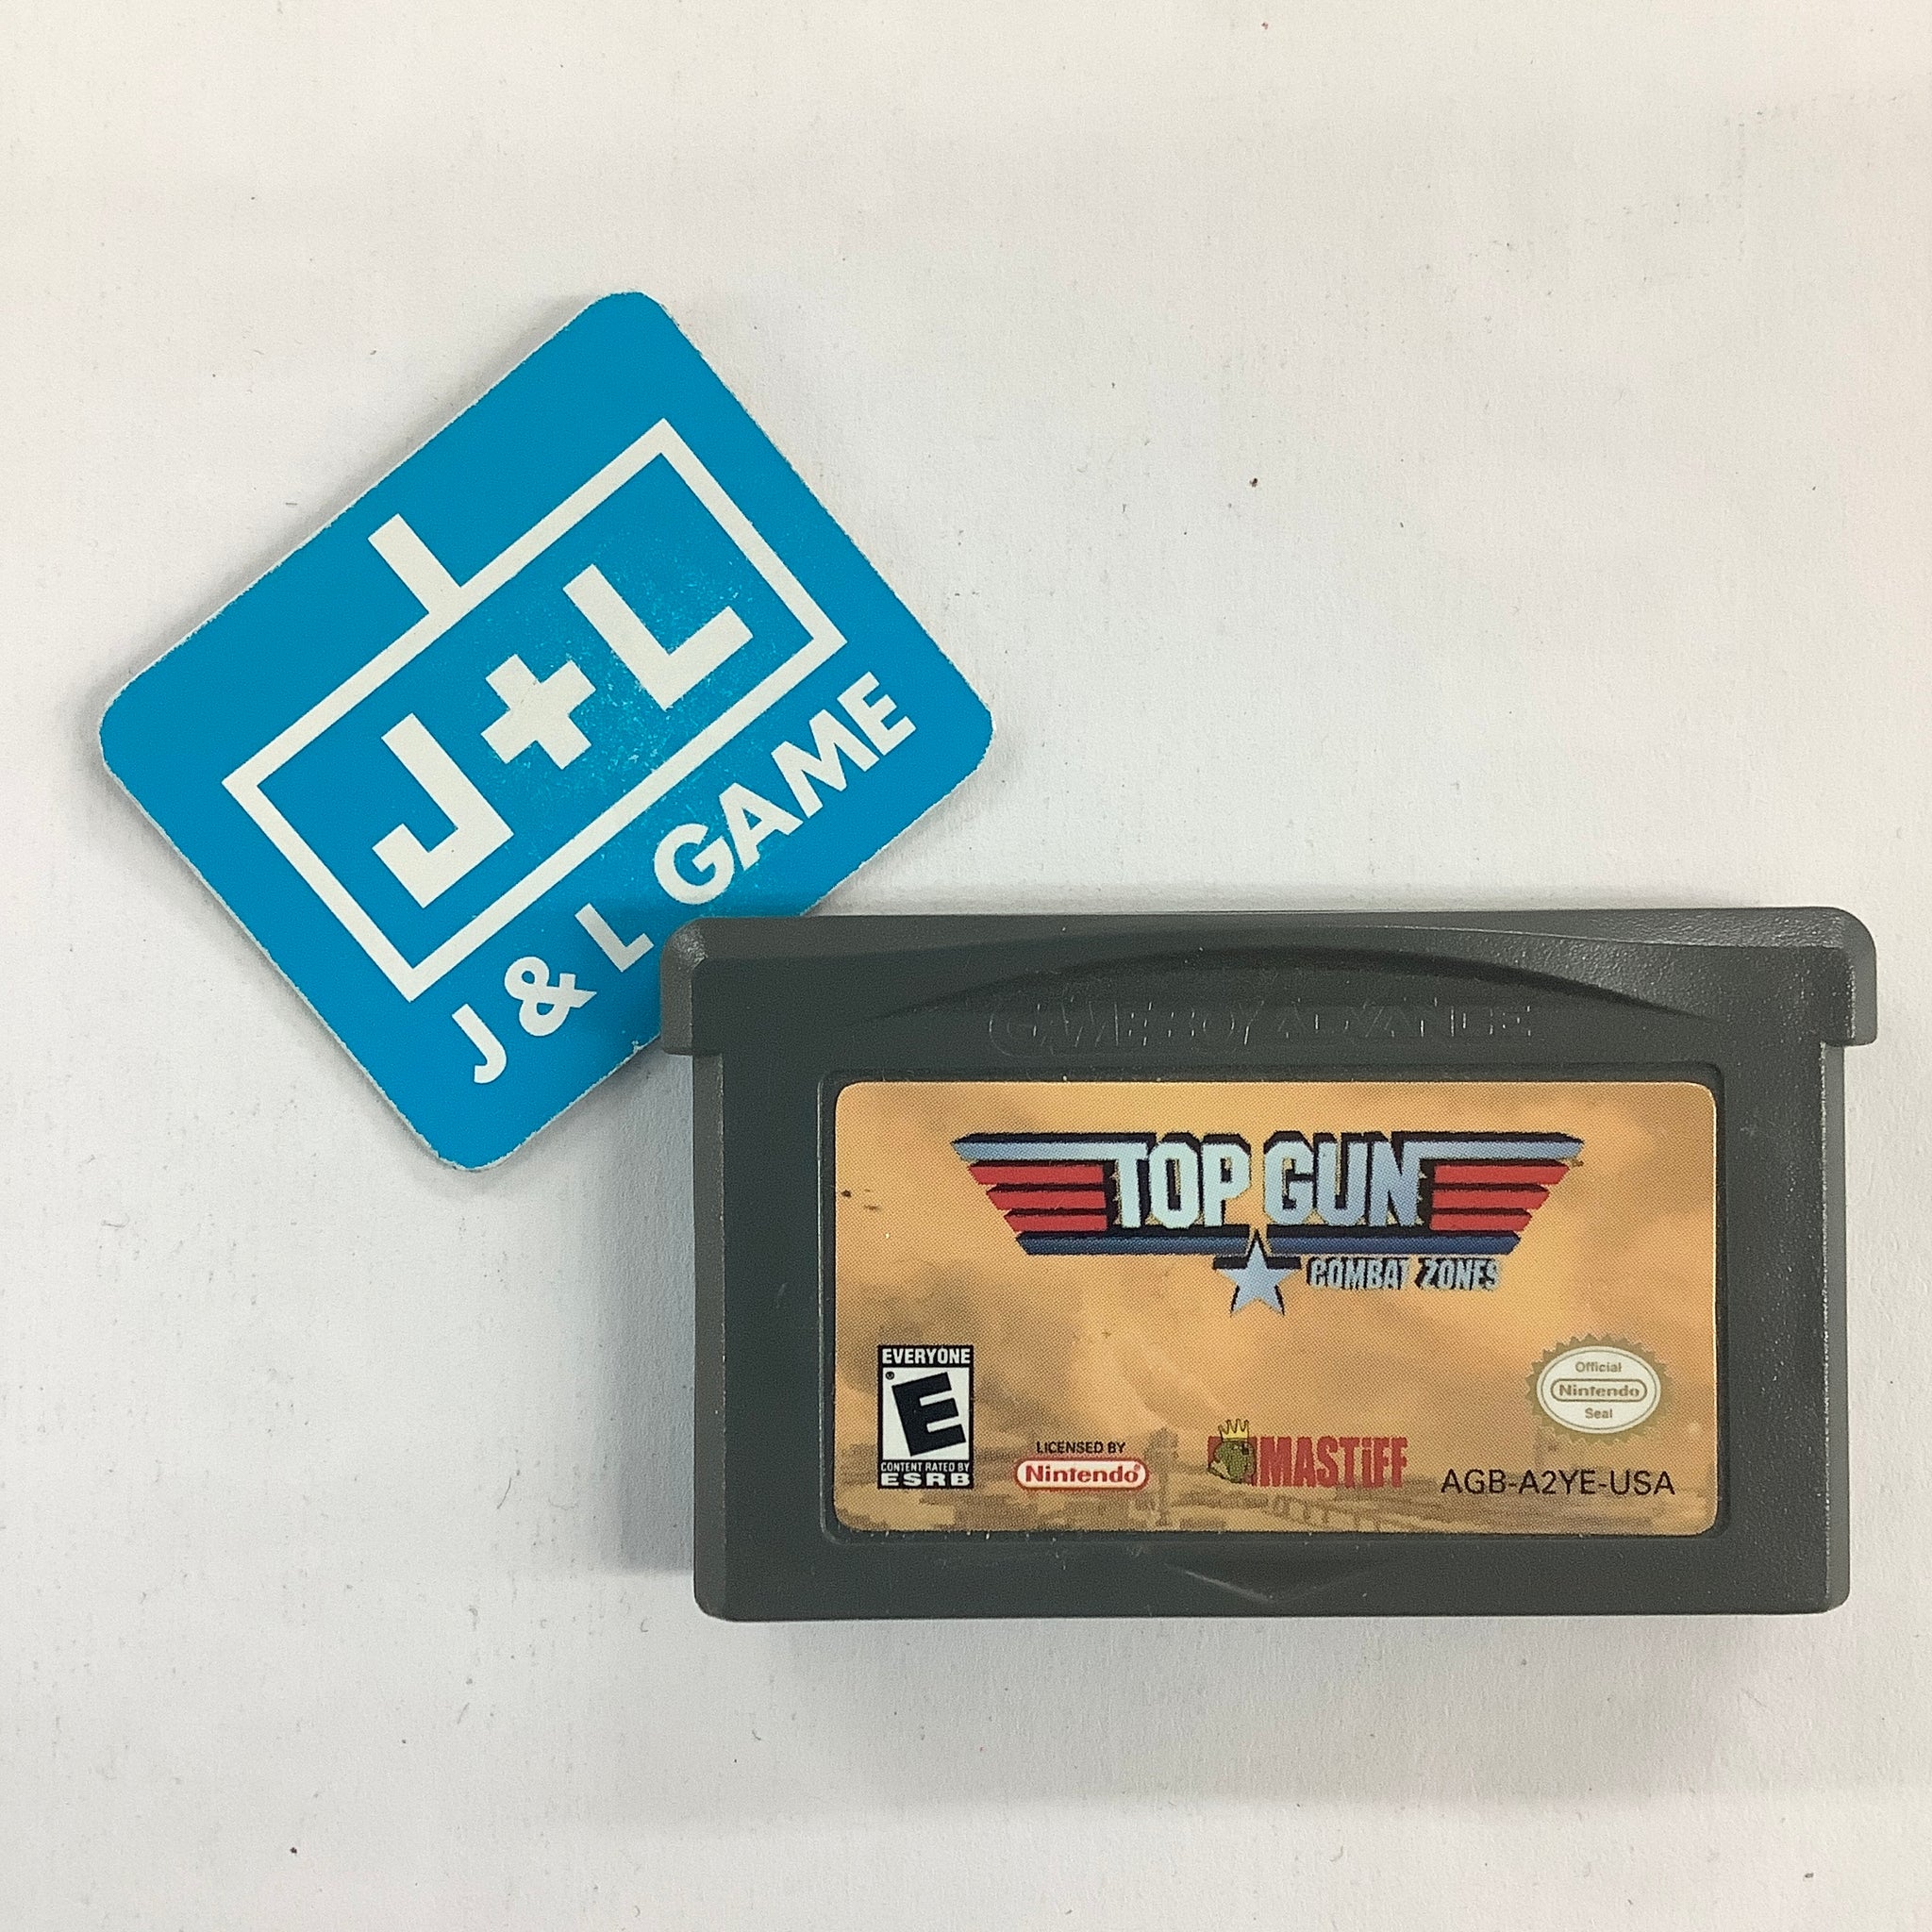 J+L
J & L GAME
GAME BOY ADVANCE
TOP GUN
COMBAT ZONES
EVERYONE
E
CONTENT RATED BY
ESRB
LICENSED BY
Nintendo®
MASTiFF
Official
Nintendo
Seal
AGB-A2YE-USA